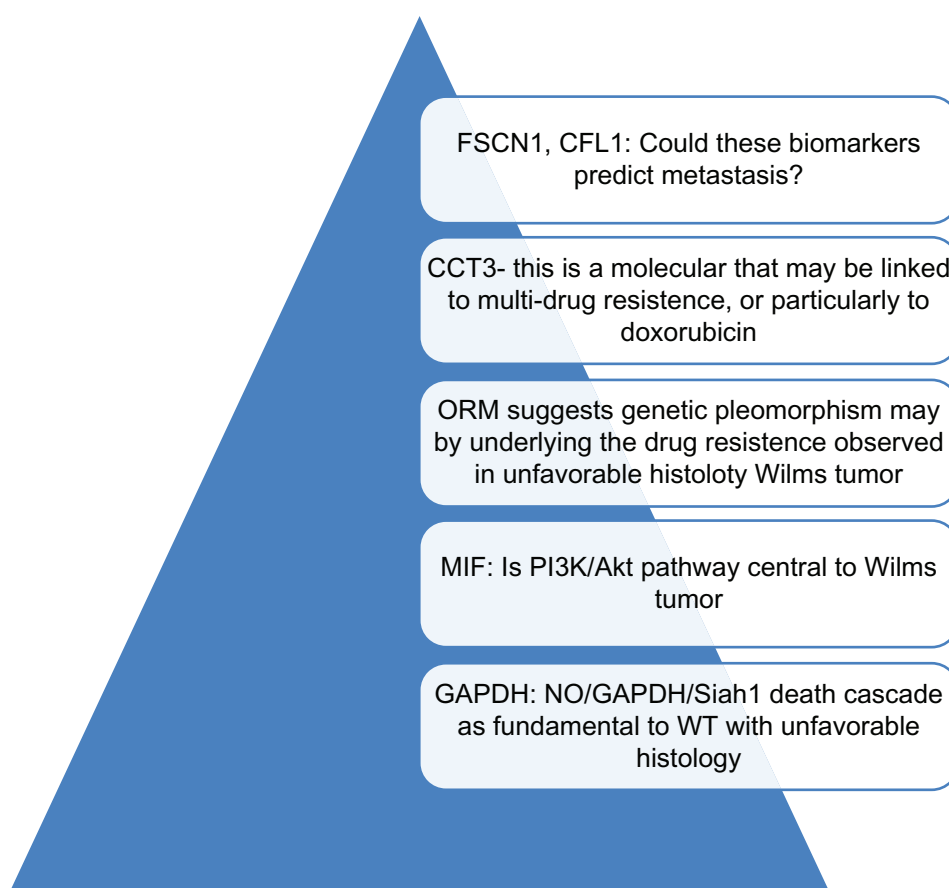 FSCN1, CFL1: Could these biomarkers
predict metastasis?
CCT3- this is a molecular that may be linked
to multi-drug resistence, or particularly to
doxorubicin
ORM suggests genetic pleomorphism may
by underlying the drug resistence observed
in unfavorable histoloty Wilms tumor
MIF: Is PI3K/Akt pathway central to Wilms
tumor
GAPDH: NO/GAPDH/Siah1 death cascade
as fundamental to WT with unfavorable
histology